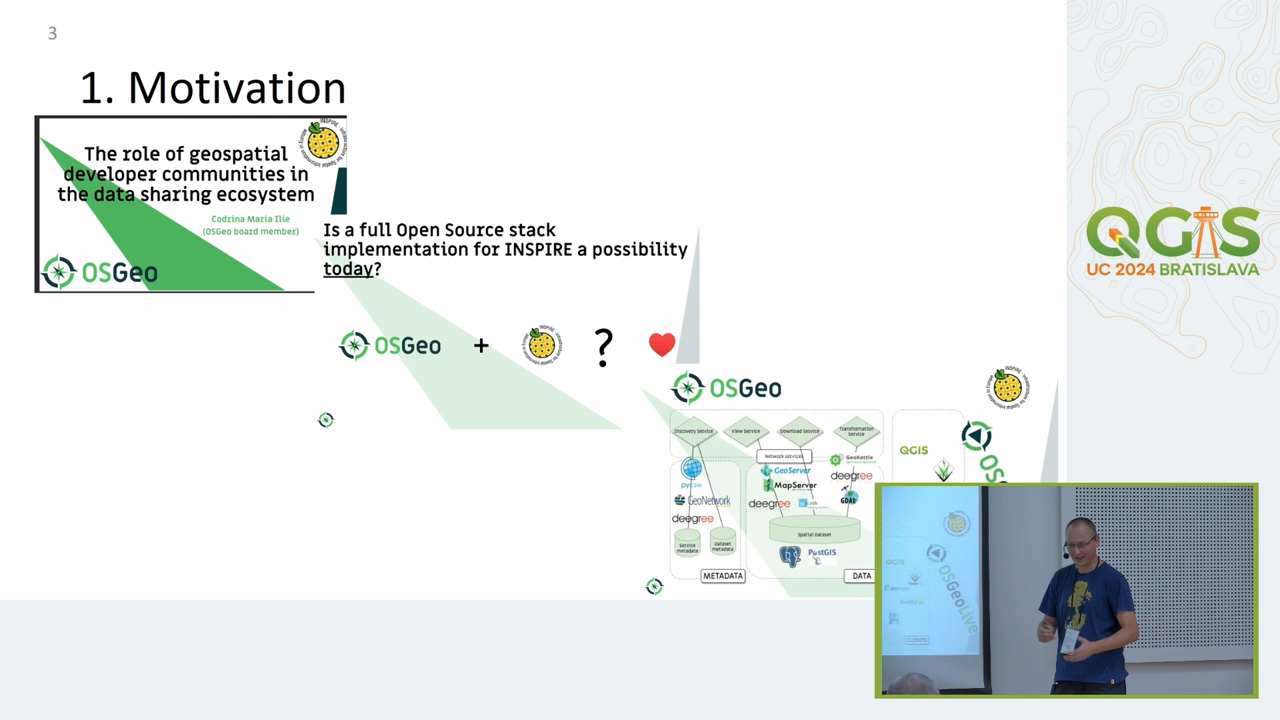 3
1. Motivation
The role of geospatial
developer communities in
the data sharing ecosystem
Codrina Maria Ilie
(OSGeo board member)
OSGeo
Is a full Open Source stack
implementation for INSPIRE a possibility
today?
OSGeo + ?
OSGeo
Discovery Service
View Service
Download Service
Transformation
Service
Network services
pycsw
GeoNetwork
deegree
GeoServer
MapServer
deegree
GeoKettle
deegree
GDAL
Service
metadata
Dataset
metadata
Spatial Dataset
PostGIS
METADATA
DATA
QGIS
INSPIRE
QGIS
UC 2024 BRATISLAVA
QGIS
OSGeoLive